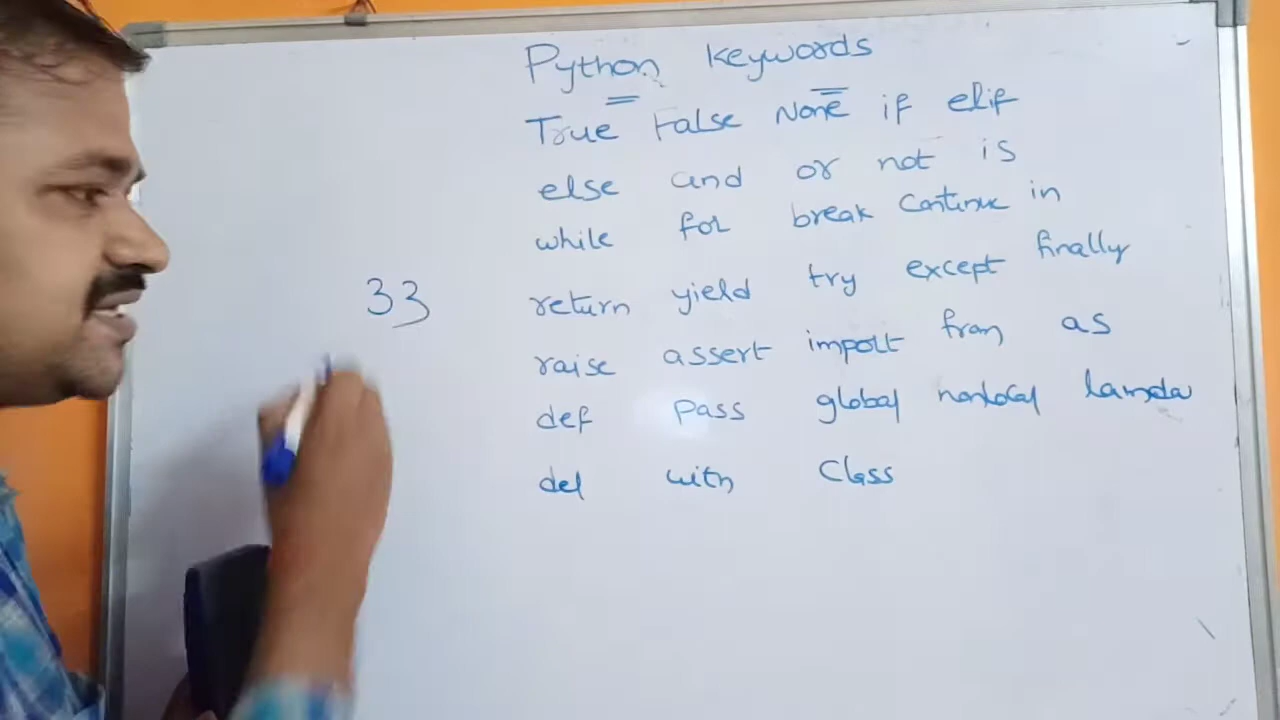 Python keywords
True False None if elif
else and or not is
while for break continue in
33
return yield try except finally
raise assert import from as
def pass global nonlocal lamda
del with class